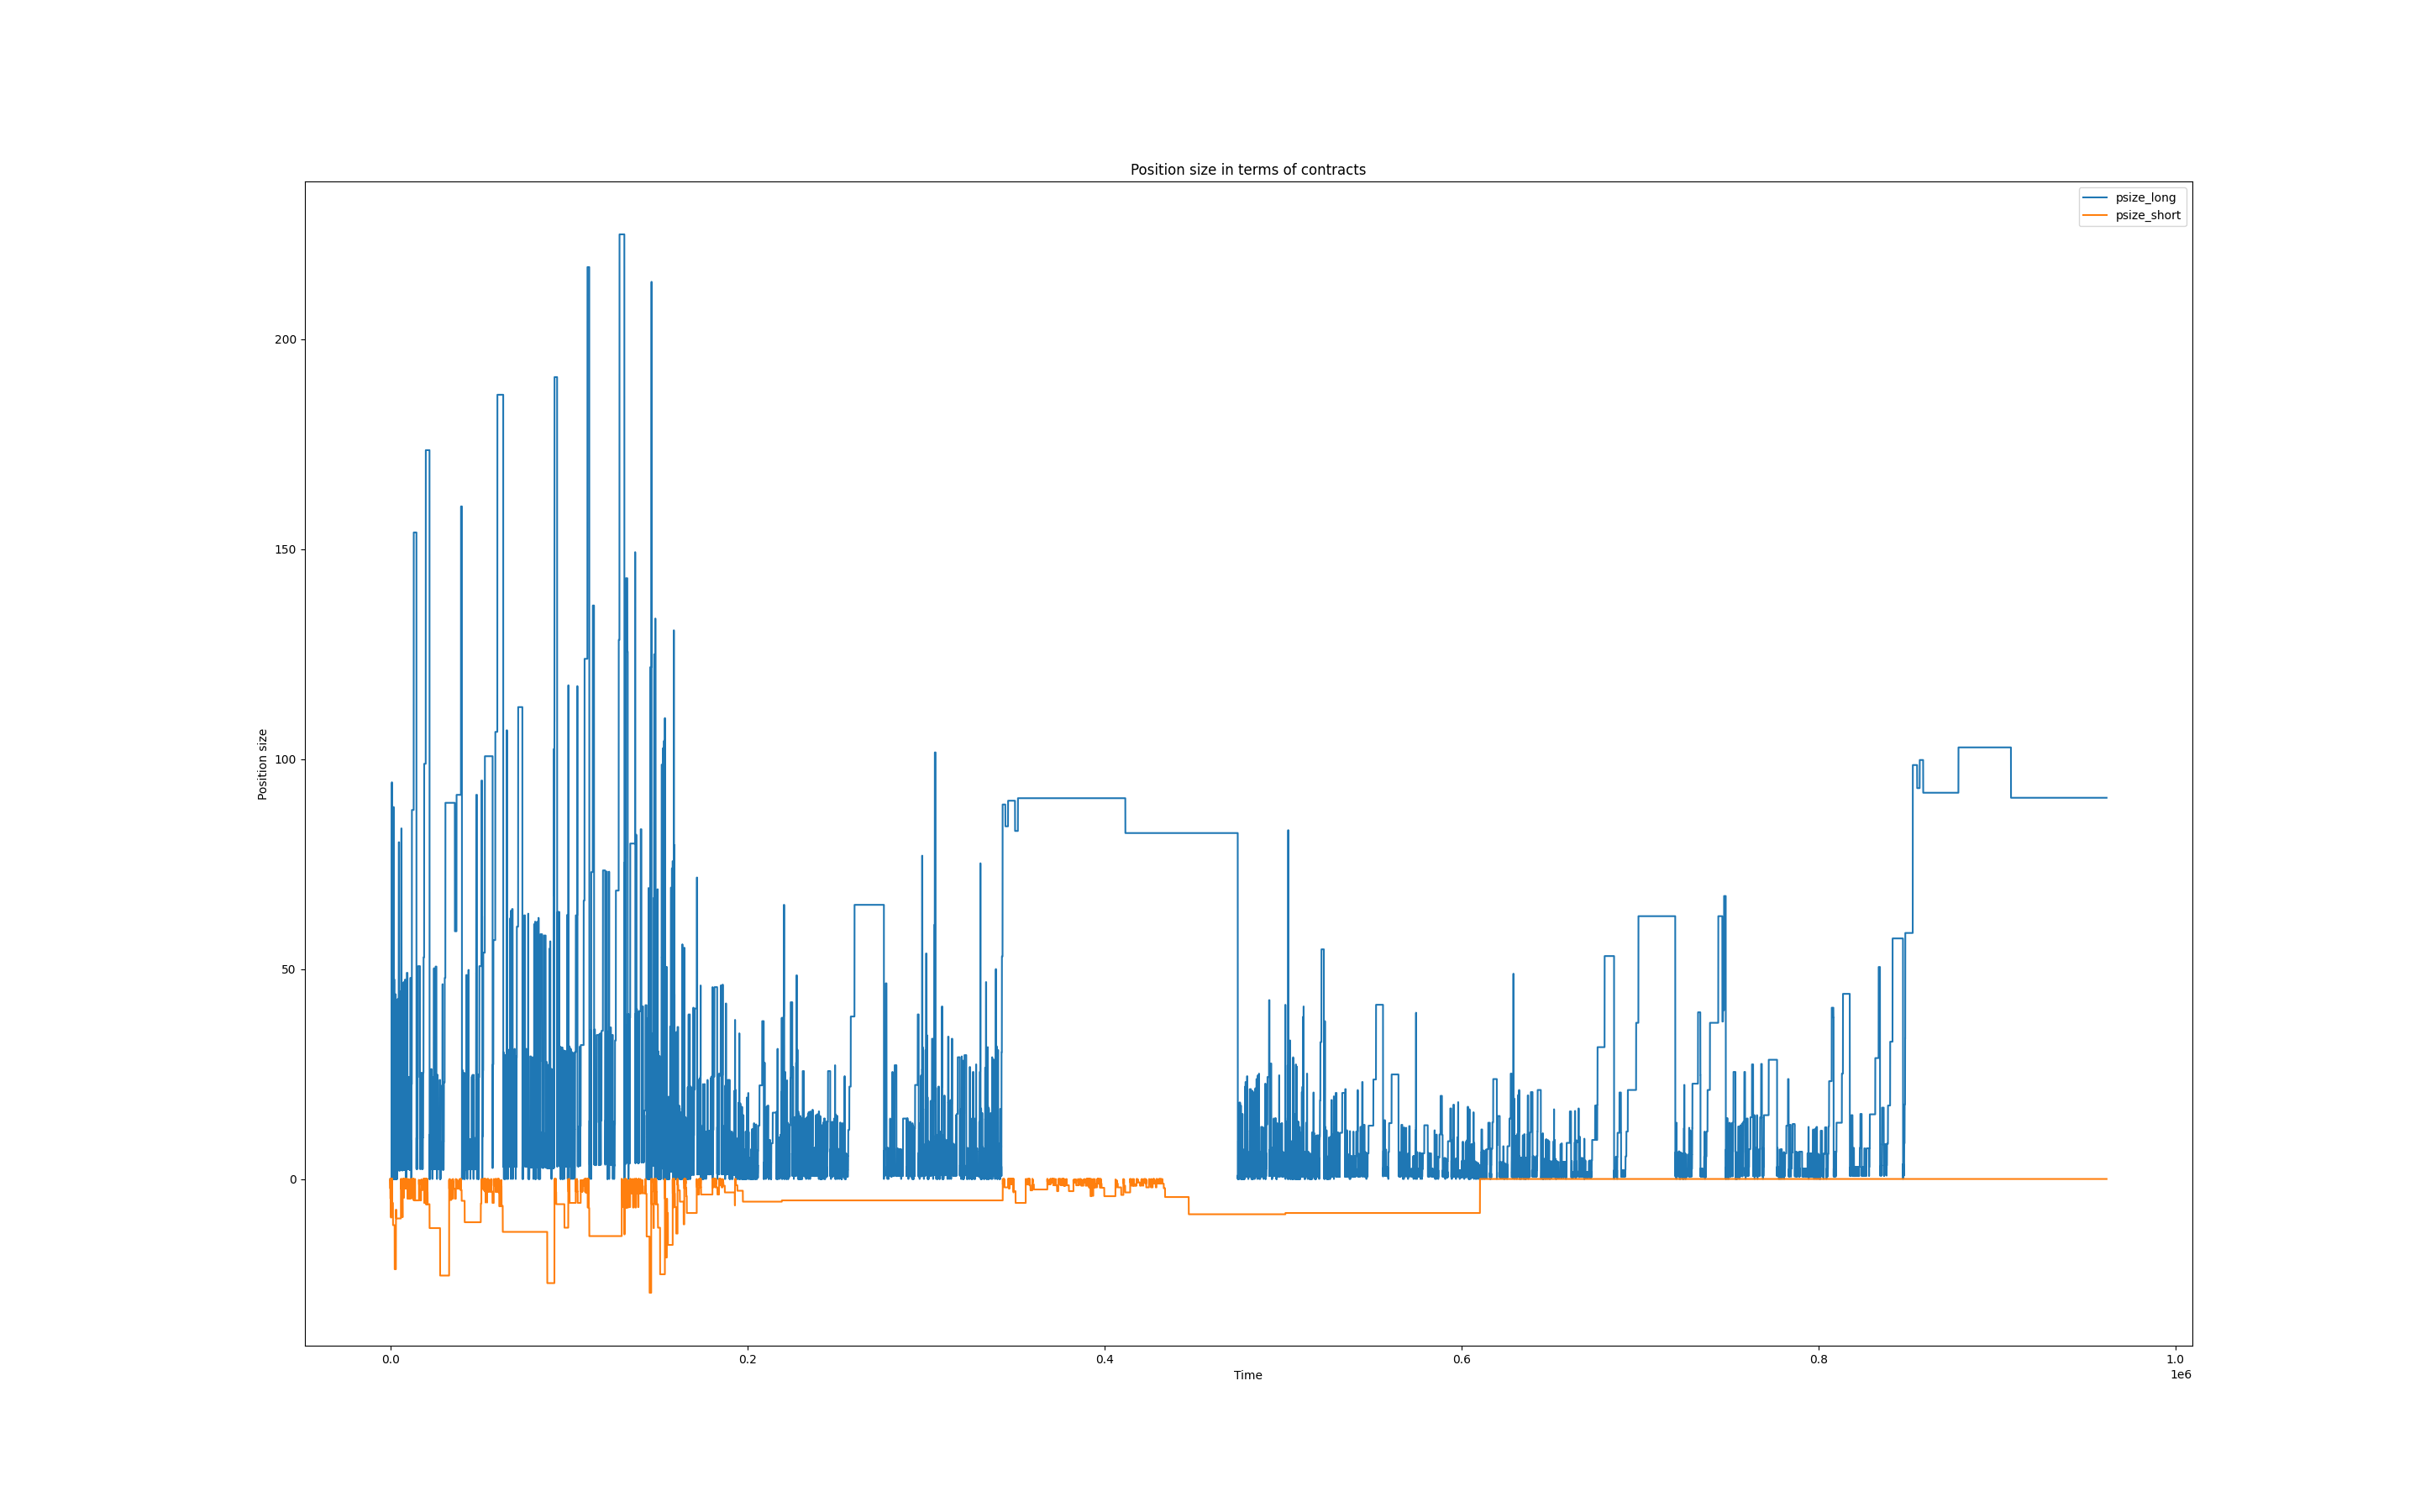 Position size in terms of contracts
psize_long
psize_short
200
150
100
50
0
Position size
0.0 0.2 0.4 0.6 0.8 1.0
1e6
Time